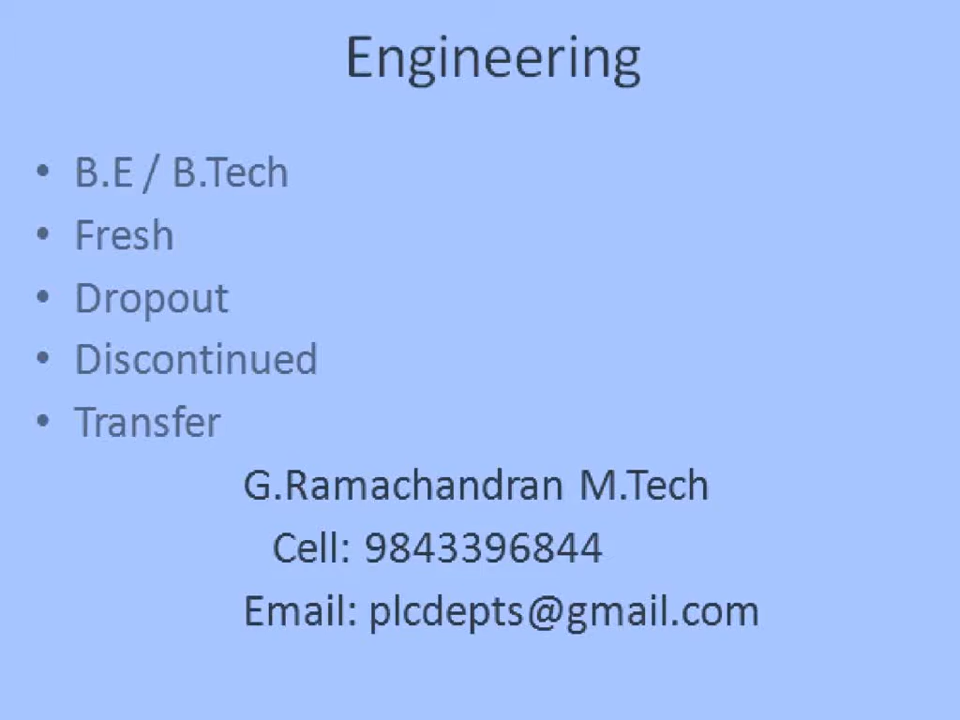 Engineering
• B.E / B.Tech
• Fresh
• Dropout
• Discontinued
• Transfer
G.Ramachandran M.Tech
Cell: 9843396844
Email: plcdepts@gmail.com